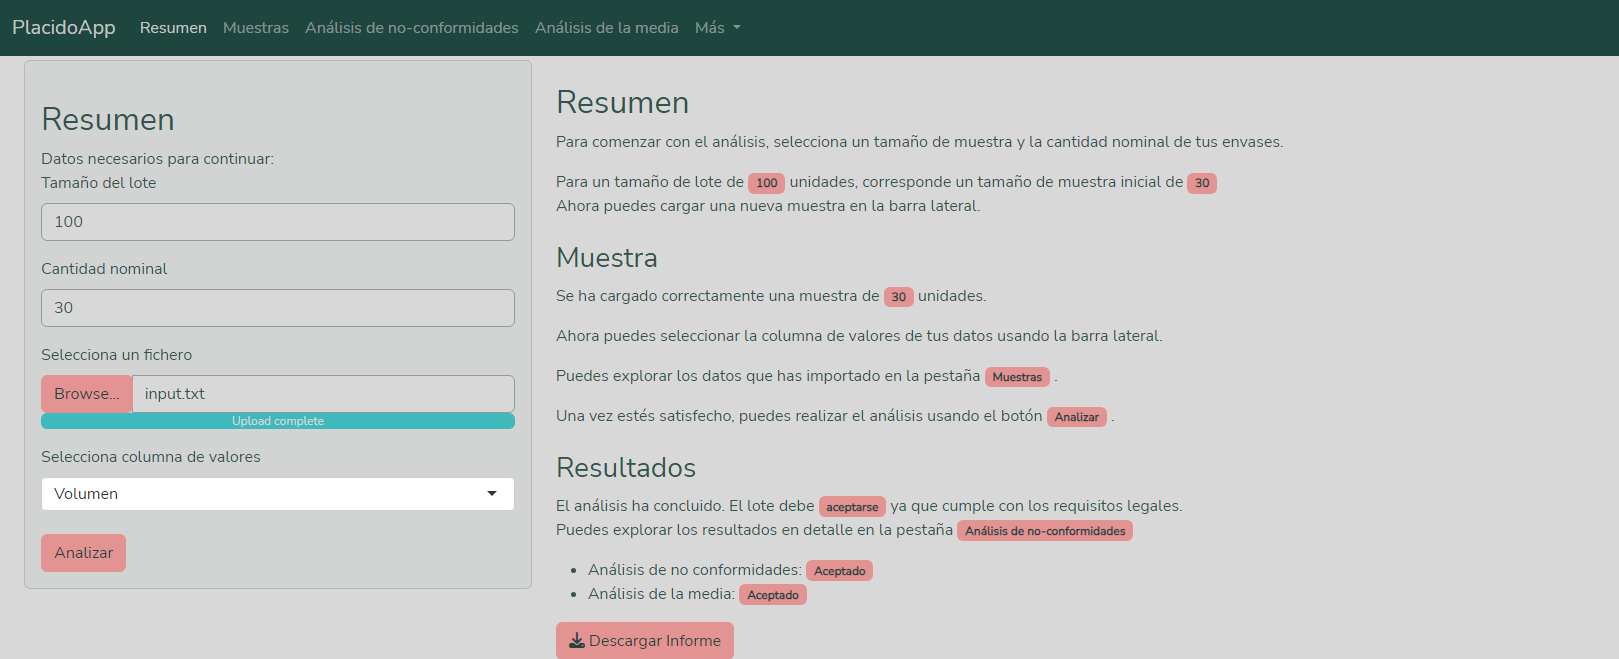 PlacidoApp Resumen Muestras Análisis de no-conformidades Análisis de la media Más
Resumen
Datos necesarios para continuar:
Tamaño del lote
100
Cantidad nominal
30
Selecciona un fichero
Browse... input.txt
Upload complete
Selecciona columna de valores
Volumen
Analizar
Resumen
Para comenzar con el análisis, selecciona un tamaño de muestra y la cantidad nominal de tus envases.
Para un tamaño de lote de 100 unidades, corresponde un tamaño de muestra inicial de 30
Ahora puedes cargar una nueva muestra en la barra lateral.
Muestra
Se ha cargado correctamente una muestra de 30 unidades.
Ahora puedes seleccionar la columna de valores de tus datos usando la barra lateral.
Puedes explorar los datos que has importado en la pestaña Muestras .
Una vez estés satisfecho, puedes realizar el análisis usando el botón Analizar .
Resultados
El análisis ha concluido. El lote debe aceptarse ya que cumple con los requisitos legales.
Puedes explorar los resultados en detalle en la pestaña Análisis de no-conformidades
• Análisis de no conformidades: Aceptado
• Análisis de la media: Aceptado
Descargar Informe